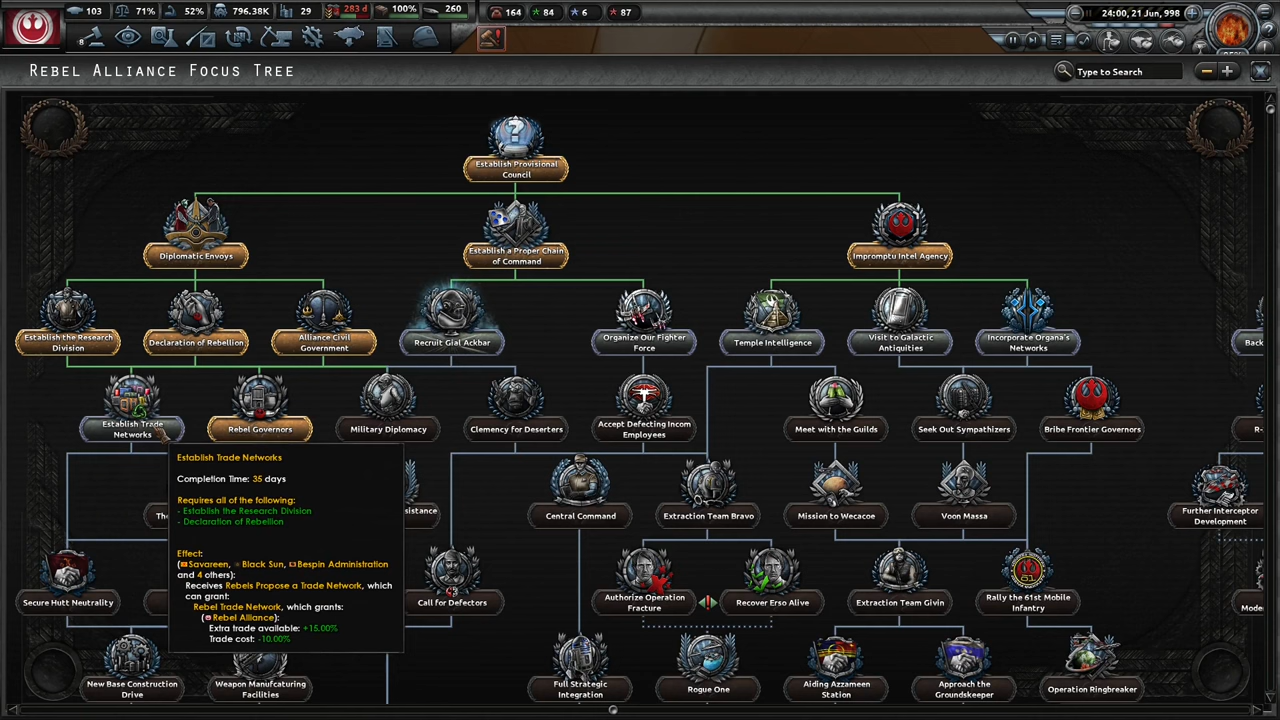 103 71% 52% 796.38K 29 283 d 100% 260 164 84 6 87 24:00, 21 Jun, 998
8
Rebel Alliance Focus Tree
Type to Search
Establish Provisional
Council
Diplomatic Envoys
Establish a Proper Chain
of Command
Impromptu Intel Agency
Establish the Research
Division
Declaration of Rebellion
Alliance Civil
Government
Recruit Gial Ackbar
Organize Our Fighter
Force
Temple Intelligence
Visit to Galactic
Antiquities
Incorporate Organa's
Networks
Back
Establish Trade
Networks
Rebel Governors
Military Diplomacy
Clemency for Deserters
Accept Defecting Incom
Employees
Meet with the Guilds
Seek Out Sympathizers
Bribe Frontier Governors
R-
Establish Trade Networks
Completion Time: 35 days
Requires all of the following:
- Establish the Research Division
- Declaration of Rebellion
Effect:
(Savareen, Black Sun, Bespin Administration
and 4 others):
Receives Rebels Propose a Trade Network, which
can grant:
Rebel Trade Network, which grants:
(Rebel Alliance):
Extra trade available: +15.00%
Trade cost: -10.00%
The
sistance
Central Command
Extraction Team Bravo
Mission to Wecacoe
Voon Massa
Further Interceptor
Development
Secure Hutt Neutrality
Call for Defectors
Authorize Operation
Fracture
Recover Erso Alive
Extraction Team Givin
Rally the 61st Mobile
Infantry
Mode
New Base Construction
Drive
Weapon Manufcaturing
Facilities
Full Strategic
Integration
Rogue One
Aiding Azzameen
Station
Approach the
Groundskeeper
Operation Ringbreaker